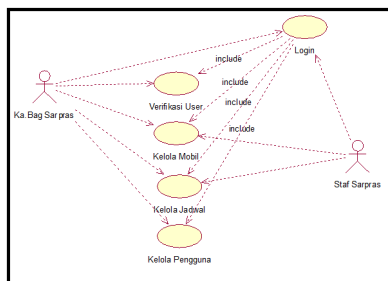 Login
include
include
include
include
Verifikasi User
Ka.Bag Sarpras
Kelola Mobil
Staf Sarpras
Kelola Jadwal
Kelola Pengguna